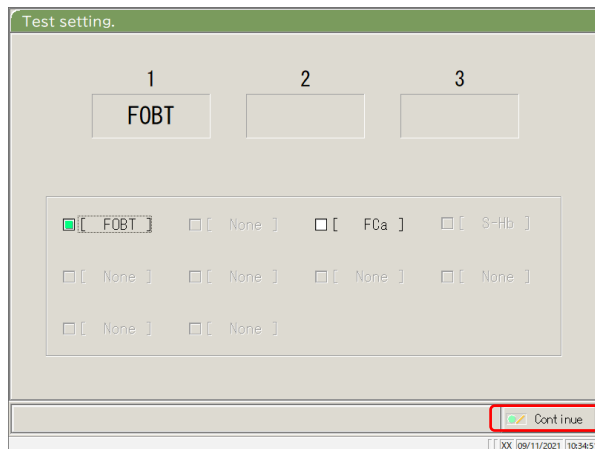 Test setting.
1 2 3
FOBT
[ FOBT ] [ None ] [ FCa ] [ S-Hb ]
[ None ] [ None ] [ None ] [ None ]
[ None ] [ None ]
Continue
XX 09/11/2021 10:34:5